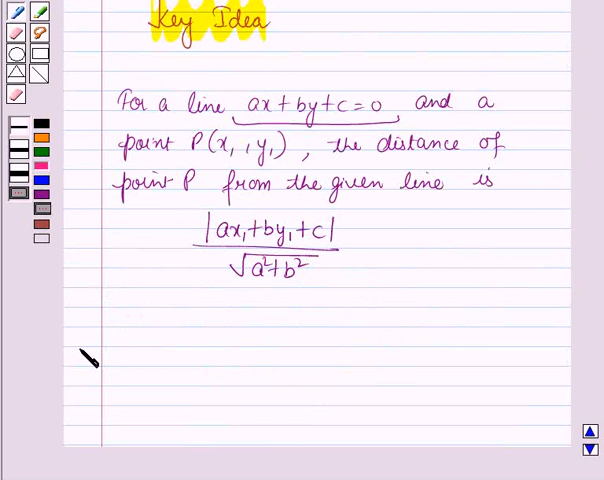 Key Idea
For a line ax+by+c=0 and a
point P(x₁,y₁), the distance of
point P from the given line is
|ax₁+by₁+c|
√a²+b²